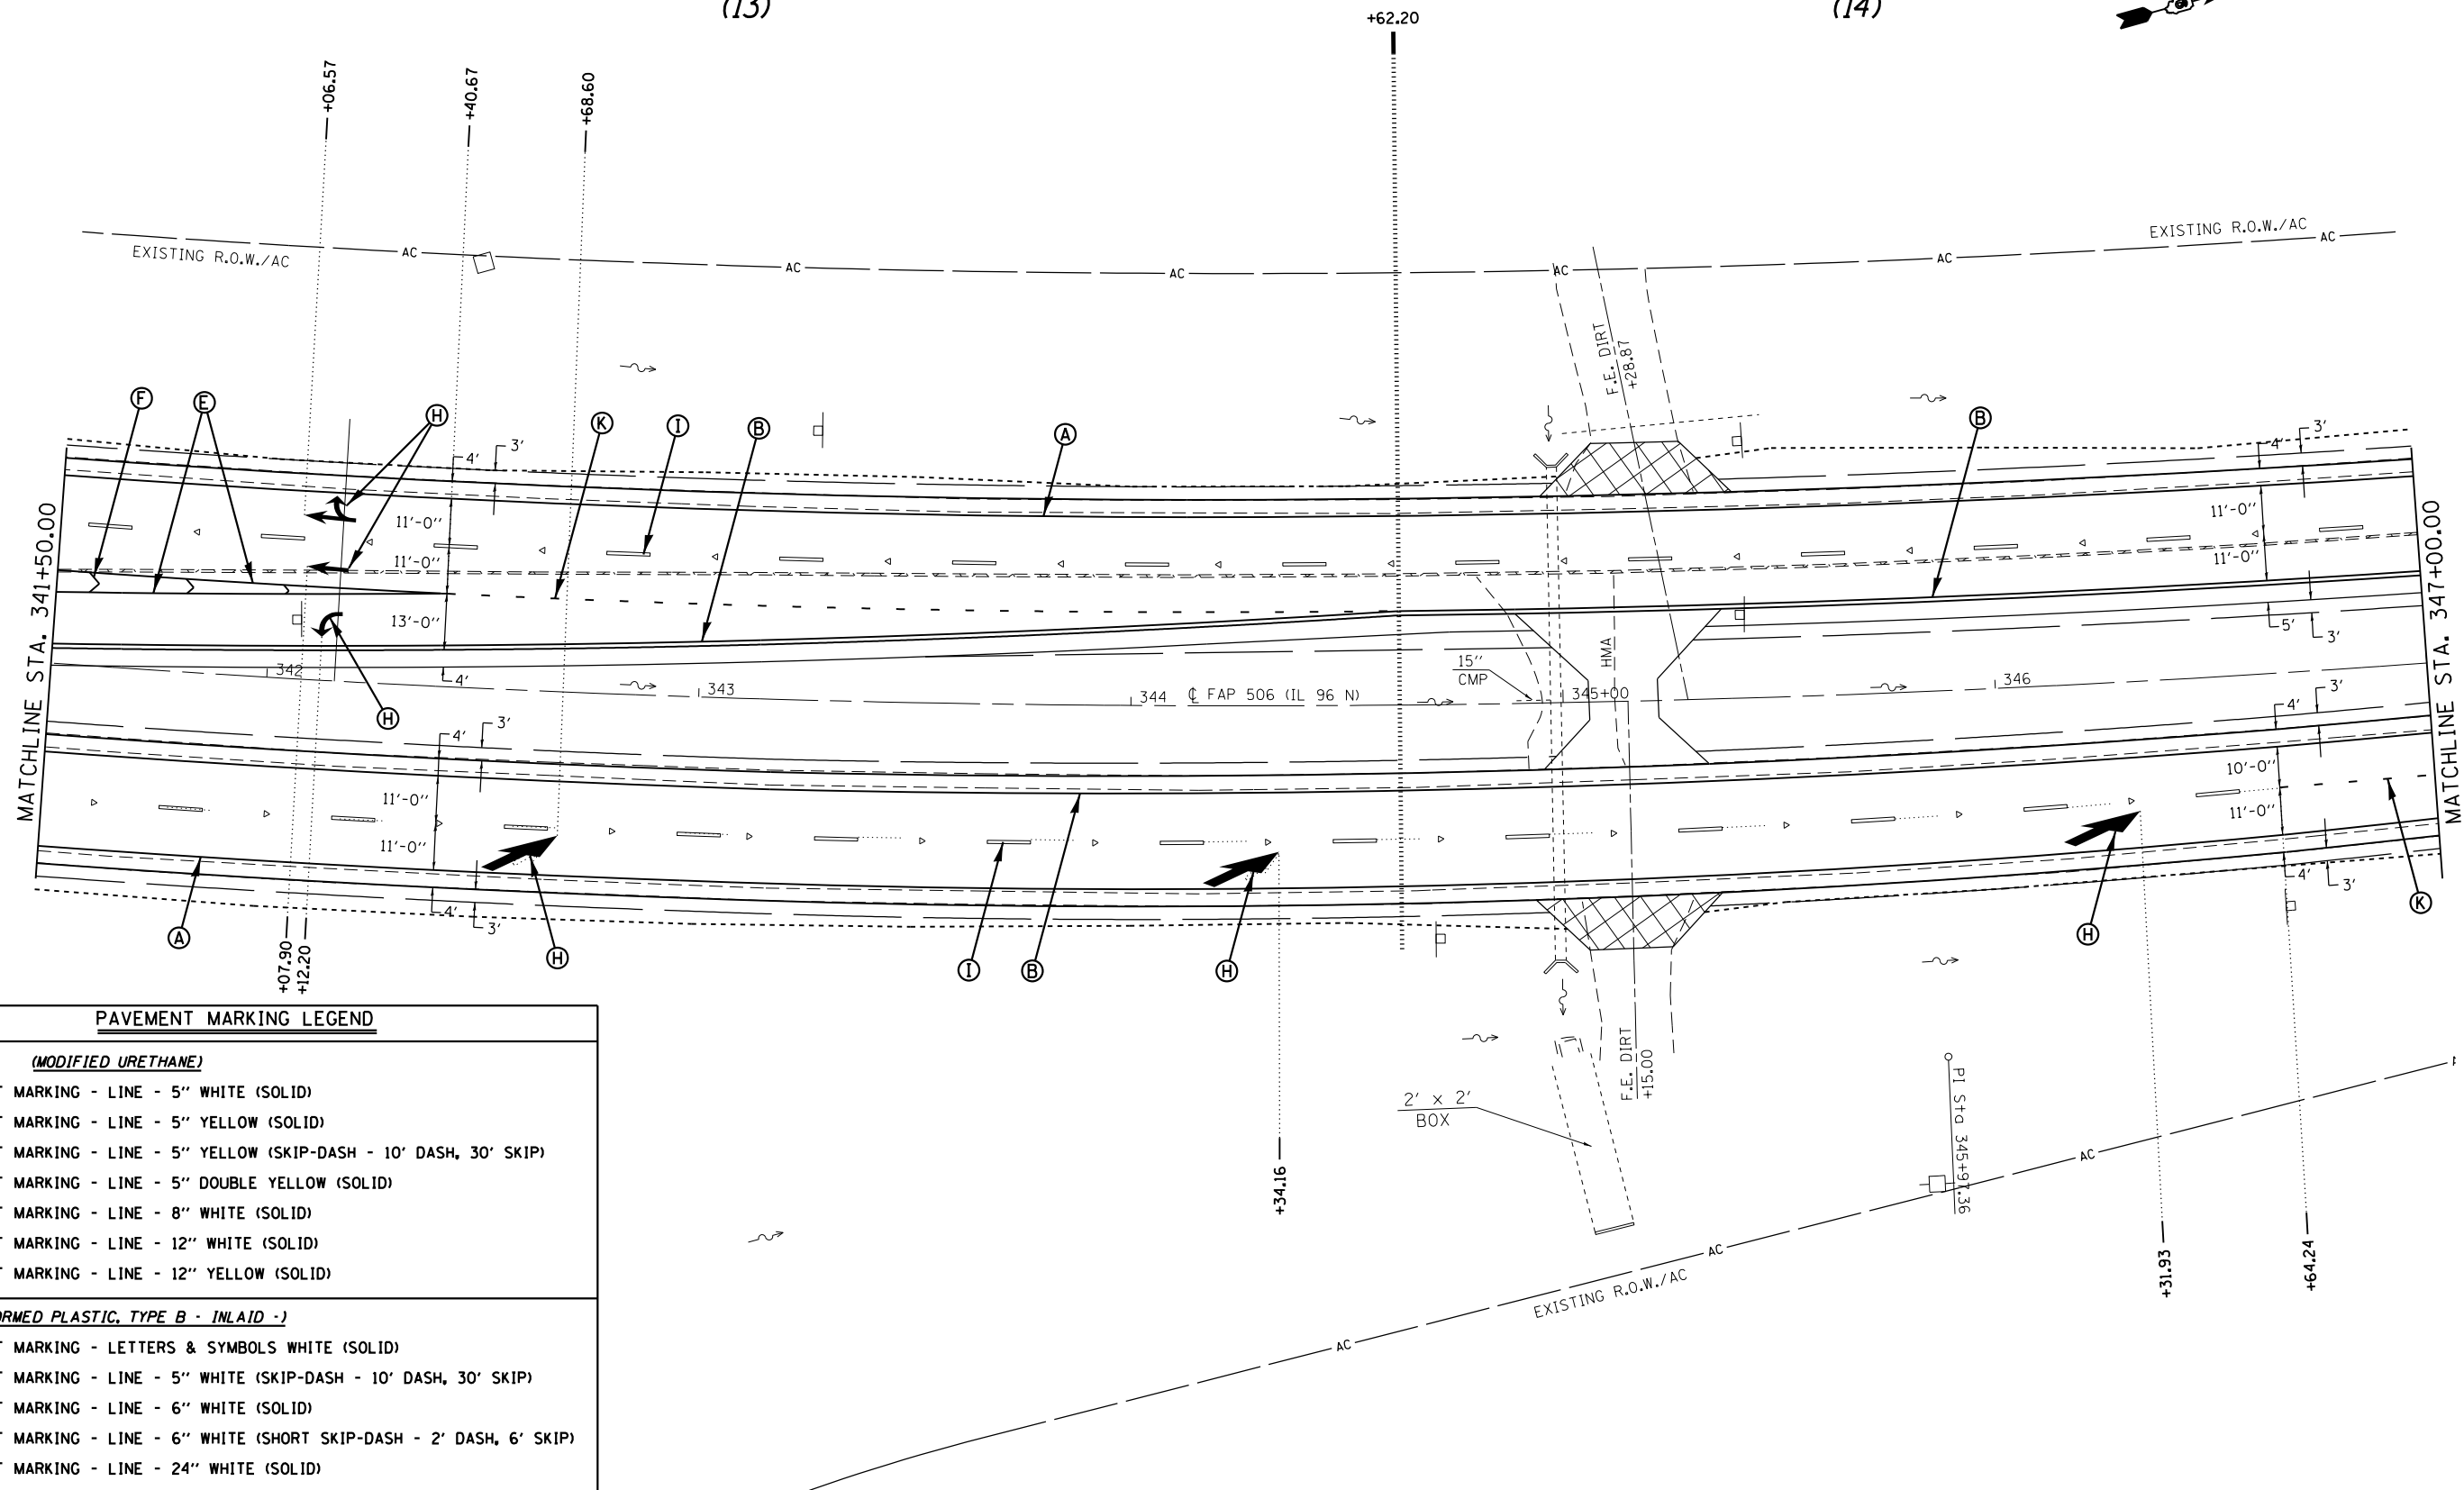 (13)
(14)
+62.20
+06.57
+40.67
+68.60
EXISTING R.O.W./AC
AC
AC
AC
AC
AC
AC
EXISTING R.O.W./AC
F.E. DIRT
+28.87
F
E
H
K
I
B
A
B
4'
3'
4'
3'
11'-0"
11'-0"
13'-0"
4'
11'-0"
11'-0"
5'
3'
MATCHLINE STA. 341+50.00
MATCHLINE STA. 347+00.00
342
343
344
℄ FAP 506 (IL 96 N)
15"
CMP
345+00
HMA
346
H
4'
3'
4'
3'
11'-0"
11'-0"
10'-0"
11'-0"
4'
3'
4'
3'
A
H
I
B
H
H
K
+07.90
+12.20
F.E. DIRT
+15.00
2' x 2'
BOX
PI Sta 345+97.36
+34.16
+31.93
+64.24
AC
AC
AC
EXISTING R.O.W./AC
PAVEMENT MARKING LEGEND
(MODIFIED URETHANE)
T MARKING - LINE - 5" WHITE (SOLID)
T MARKING - LINE - 5" YELLOW (SOLID)
T MARKING - LINE - 5" YELLOW (SKIP-DASH - 10' DASH, 30' SKIP)
T MARKING - LINE - 5" DOUBLE YELLOW (SOLID)
T MARKING - LINE - 8" WHITE (SOLID)
T MARKING - LINE - 12" WHITE (SOLID)
T MARKING - LINE - 12" YELLOW (SOLID)
ORMED PLASTIC, TYPE B - INLAID -)
T MARKING - LETTERS & SYMBOLS WHITE (SOLID)
T MARKING - LINE - 5" WHITE (SKIP-DASH - 10' DASH, 30' SKIP)
T MARKING - LINE - 6" WHITE (SOLID)
T MARKING - LINE - 6" WHITE (SHORT SKIP-DASH - 2' DASH, 6' SKIP)
T MARKING - LINE - 24" WHITE (SOLID)